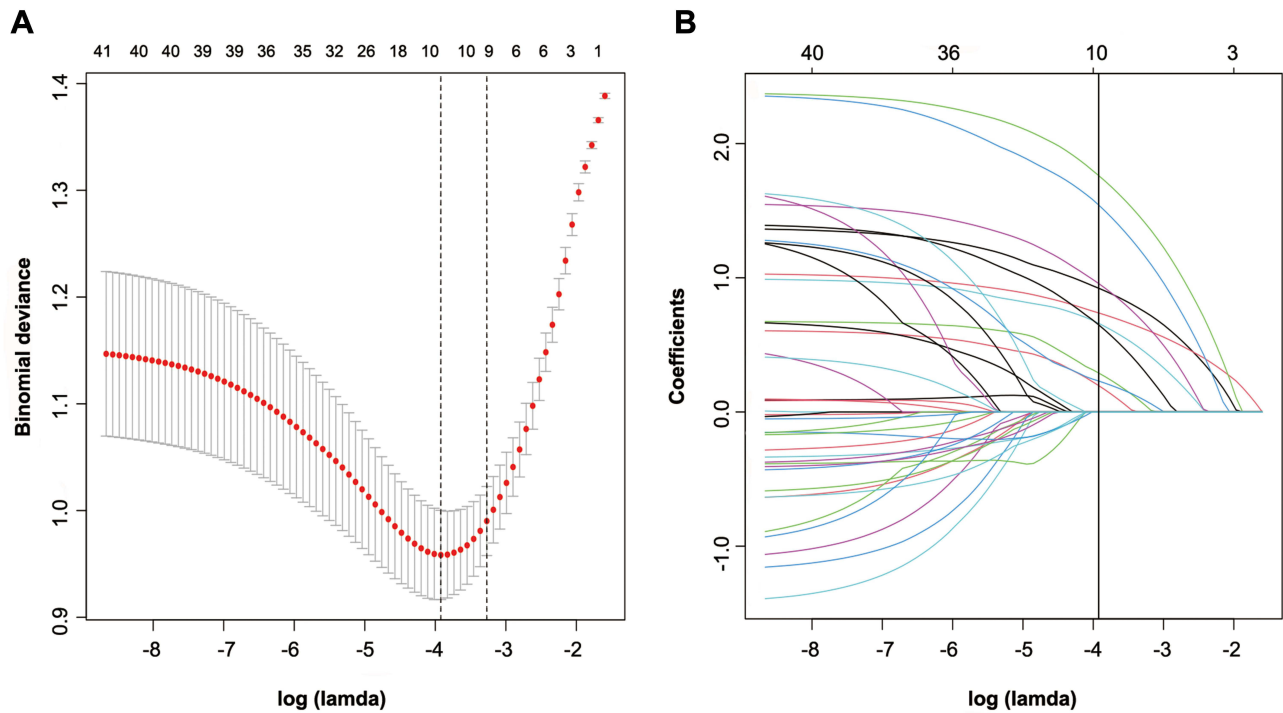 A
41 40 40 39 39 36 35 32 26 18 10 10 9 6 6 3 1
1.4
1.3
1.2
1.1
1.0
0.9
Binomial deviance
-8 -7 -6 -5 -4 -3 -2
log (lamda)
B
40 36 10 3
2.0
1.0
0.0
-1.0
Coefficients
-8 -7 -6 -5 -4 -3 -2
log (lamda)